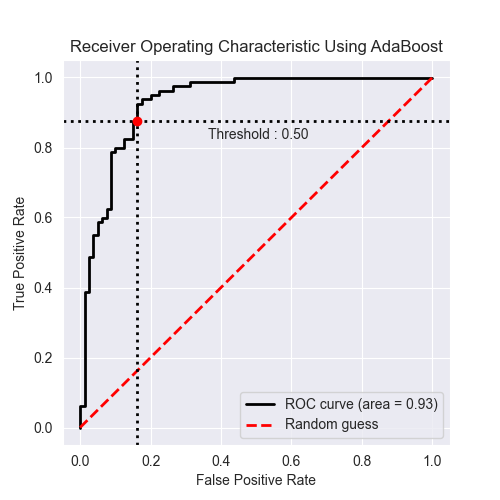 Receiver Operating Characteristic Using AdaBoost
1.0
0.8
0.6
0.4
0.2
0.0
True Positive Rate
Threshold : 0.50
ROC curve (area = 0.93)
Random guess
0.0 0.2 0.4 0.6 0.8 1.0
False Positive Rate